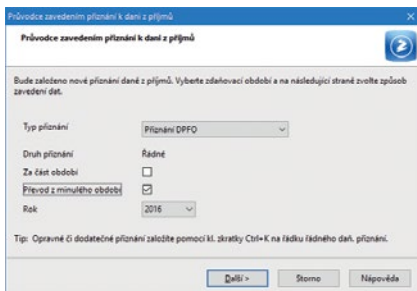 Průvodce zavedením přiznání k dani z příjmů
Průvodce zavedením přiznání k dani z příjmů
Bude založeno nové přiznání dané z příjmů. Vyberte zdaňovací období a na následující straně zvolte způsob
zavedení dat.
Typ přiznání Přiznání DPFO
Druh přiznání Řádné
Za část období
Převod z minulého období
Rok 2016
Tip: Opravné či dodatečné přiznání založíte pomocí kl. zkratky Ctrl+K na řádku řádného daň. přiznání.
Další > Storno Nápověda